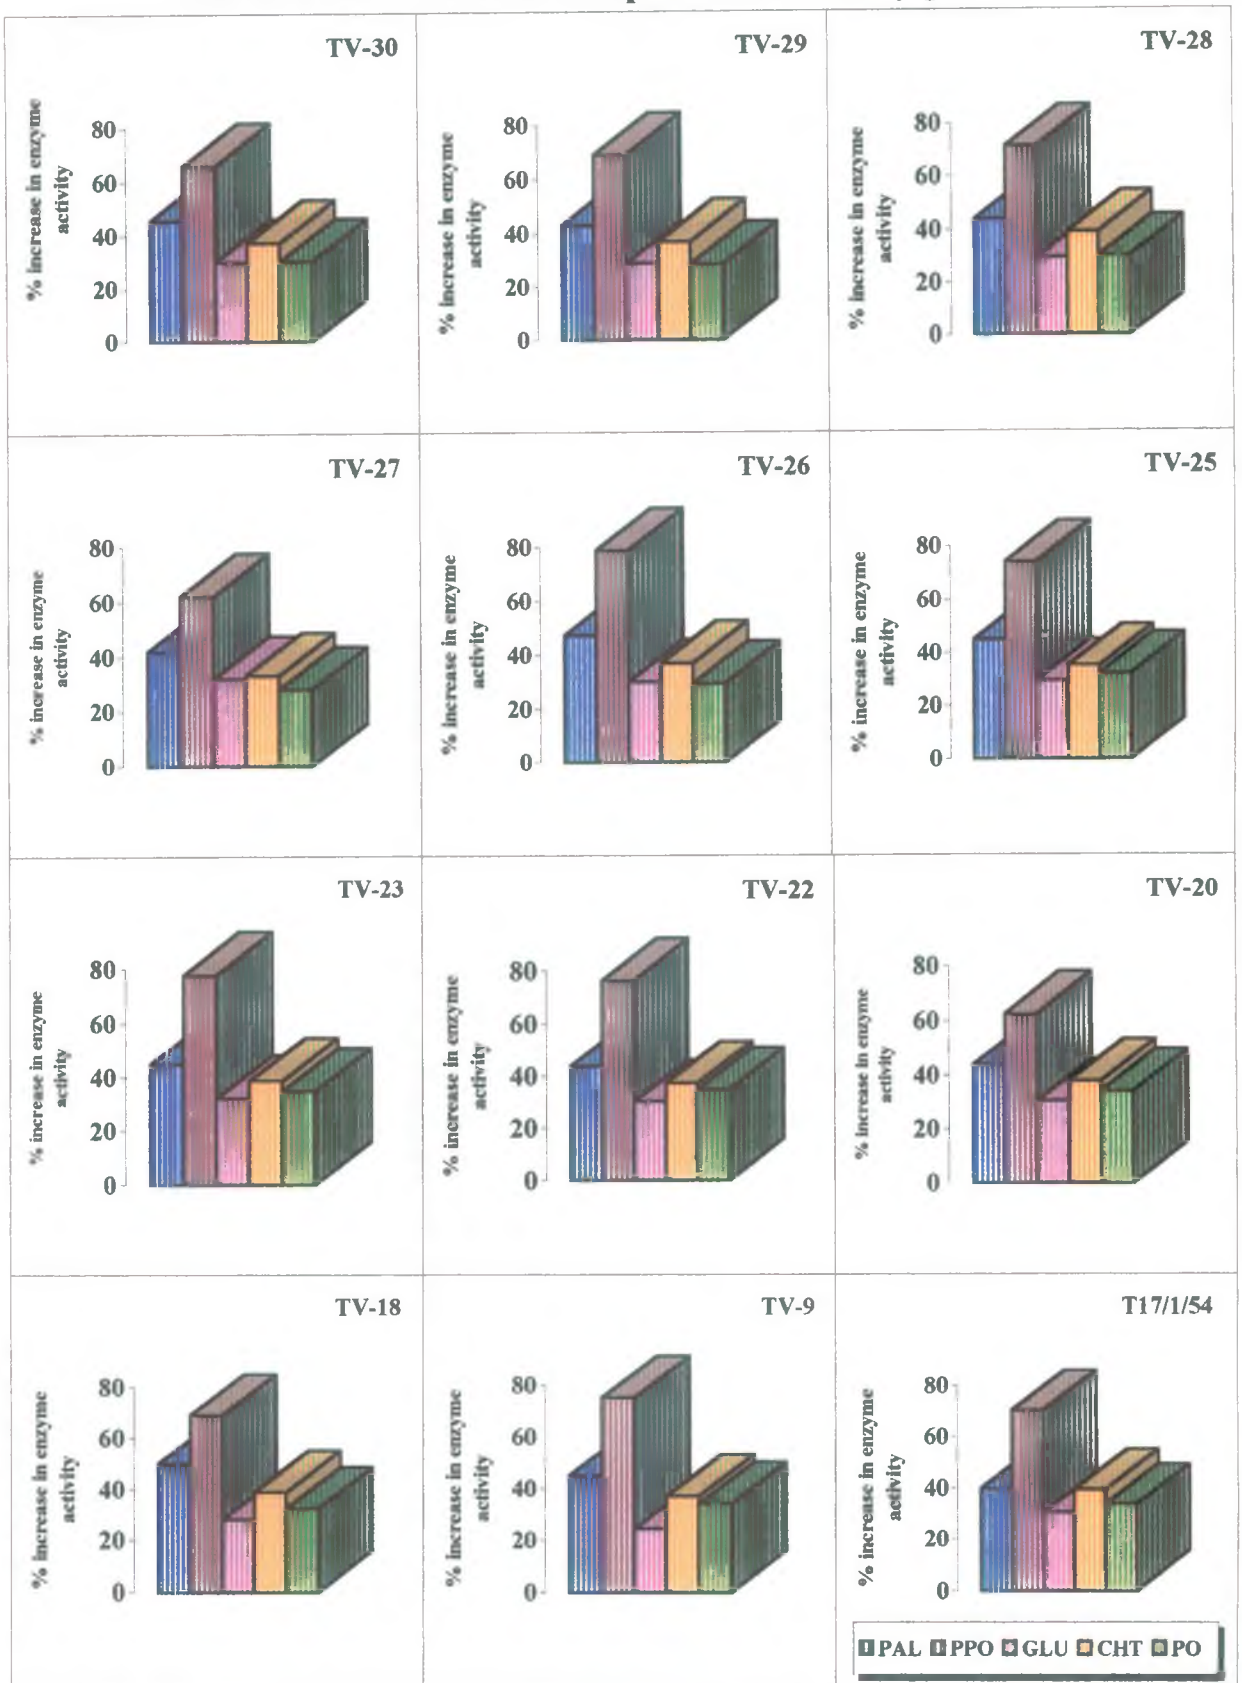 TV-30
% increase in enzyme
activity
80
60
40
20
0
TV-29
% increase in enzyme
activity
80
60
40
20
0
TV-28
% increase in enzyme
activity
80
60
40
20
0
TV-27
% increase in enzyme
activity
80
60
40
20
0
TV-26
% increase in enzyme
activity
80
60
40
20
0
TV-25
% increase in enzyme
activity
80
60
40
20
0
TV-23
% increase in enzyme
activity
80
60
40
20
0
TV-22
% increase in enzyme
activity
80
60
40
20
0
TV-20
% increase in enzyme
activity
80
60
40
20
0
TV-18
% increase in enzyme
activity
80
60
40
20
0
TV-9
% increase in enzyme
activity
80
60
40
20
0
T17/1/54
% increase in enzyme
activity
80
60
40
20
0
PAL PPO GLU CHT PO